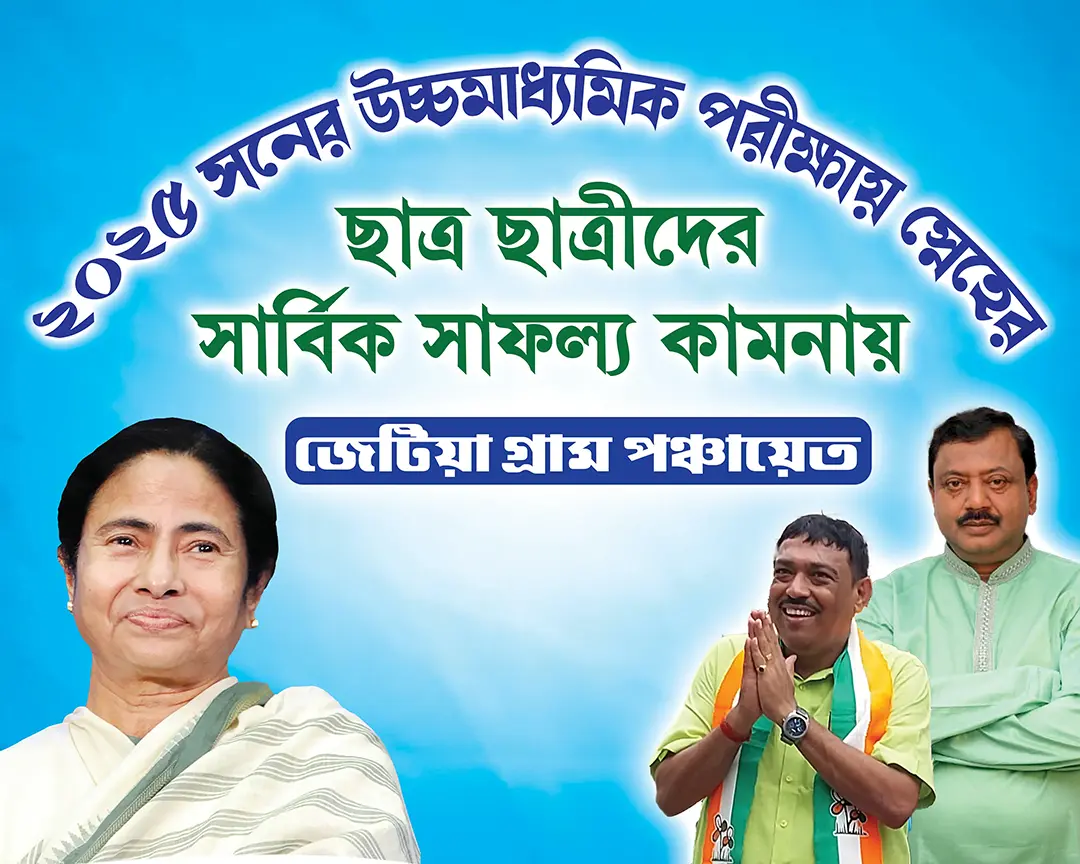 ২০২৫ সনের উচ্চমাধ্যমিক পরীক্ষায় স্নেহের
ছাত্র ছাত্রীদের
সার্বিক সাফল্য কামনায়
জেটিয়া গ্রাম পঞ্চায়েত